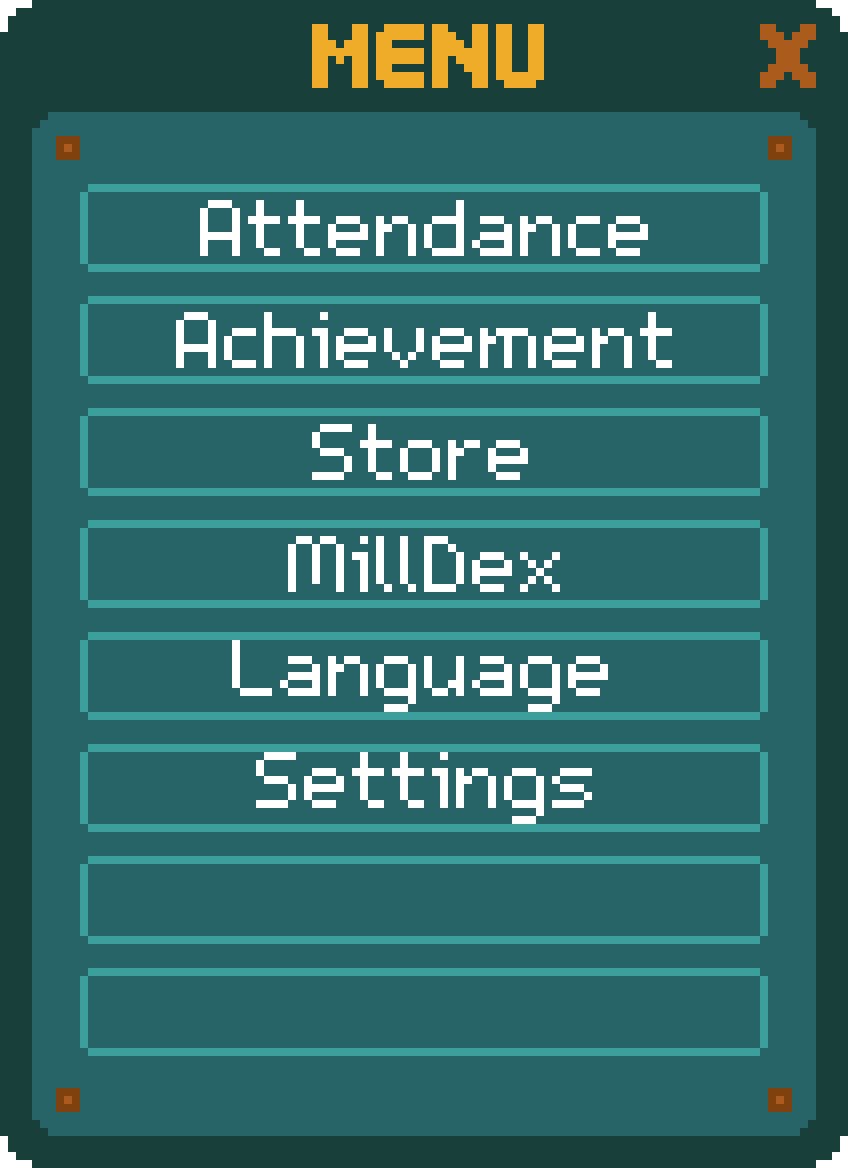 MENU X
Attendance
Achievement
Store
MillDex
Language
Settings